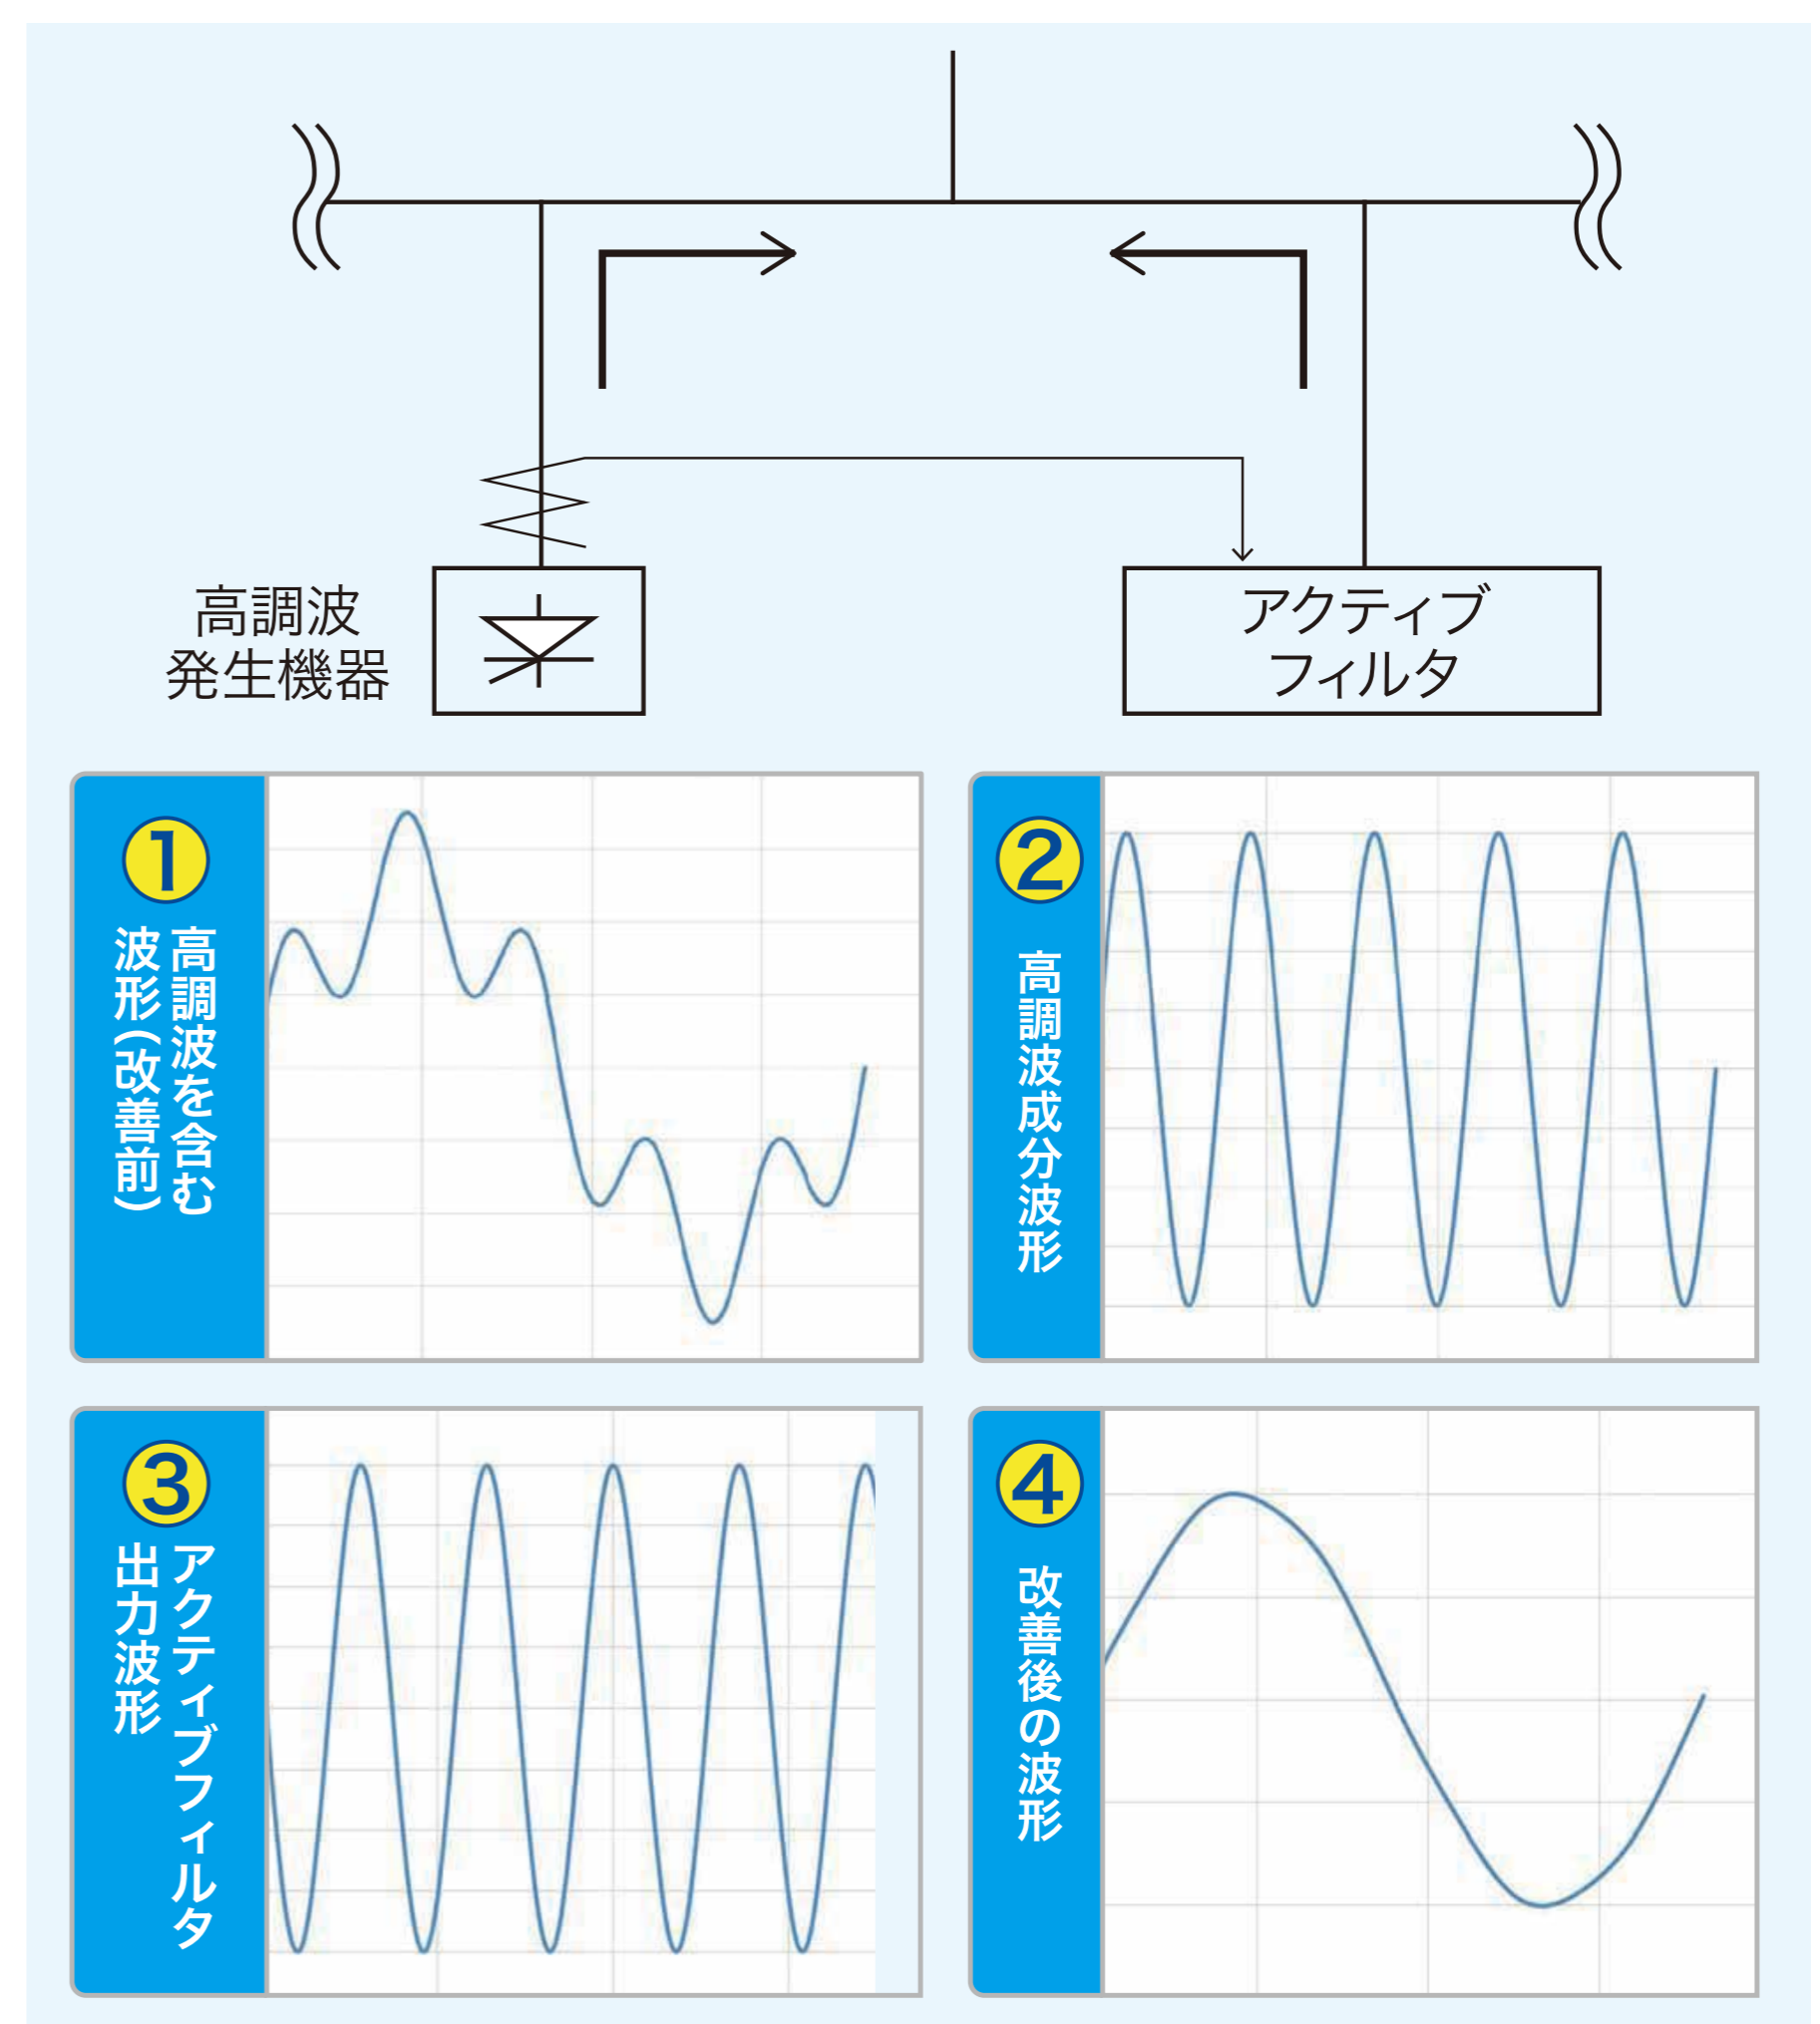 高調波
発生機器
アクティブ
フィルタ
1
高調波を含む
波形(改善前)
2
高調波成分波形
3
アクティブフィルタ
出力波形
4
改善後の波形